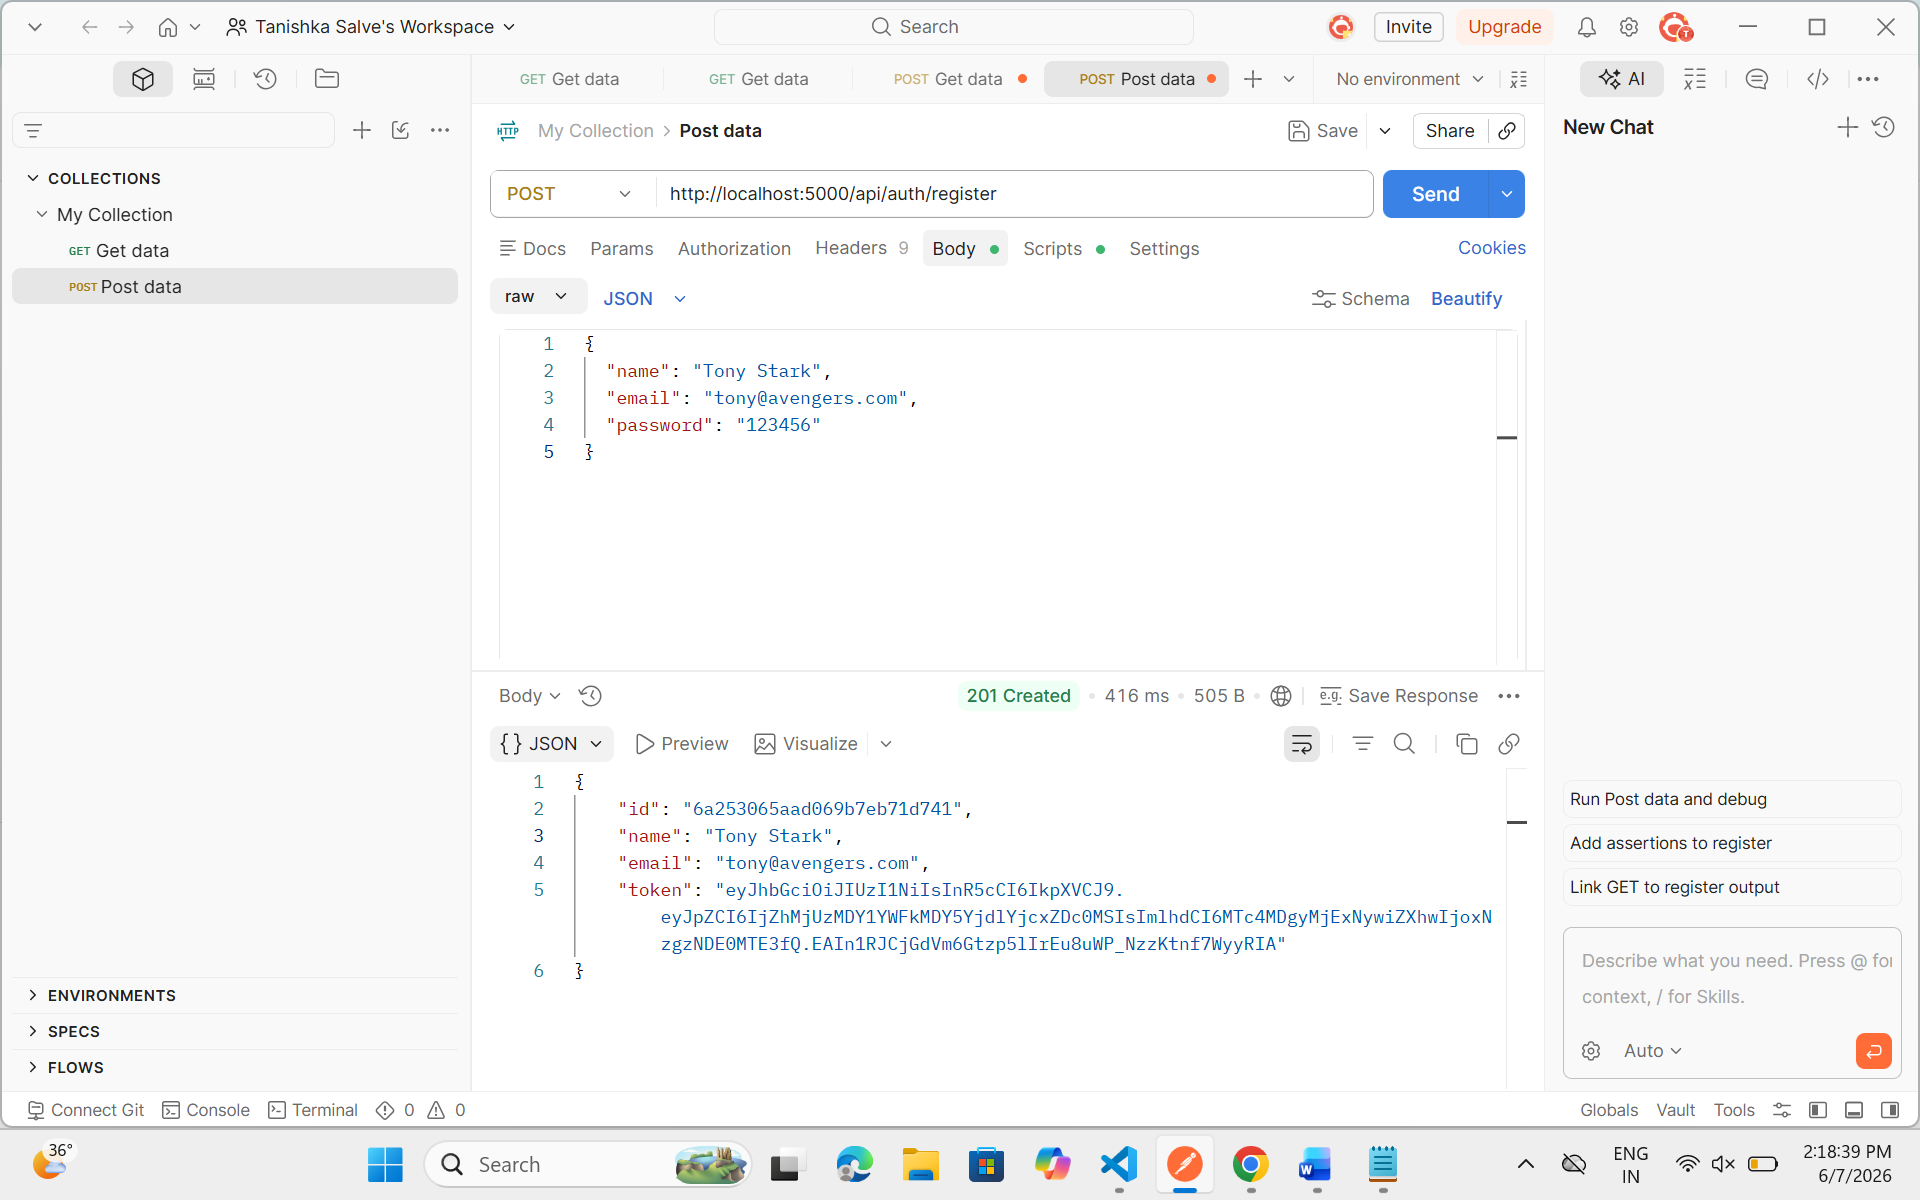 Tanishka Salve's Workspace
Search
Invite
Upgrade
GET Get data
GET Get data
POST Get data
POST Post data
No environment
AI
HTTP
My Collection > Post data
Save
Share
New Chat
COLLECTIONS
My Collection
GET Get data
POST Post data
POST
http://localhost:5000/api/auth/register
Send
Docs
Params
Authorization
Headers 9
Body
Scripts
Settings
Cookies
raw
JSON
Schema
Beautify
1 {
2 "name": "Tony Stark",
3 "email": "tony@avengers.com",
4 "password": "123456"
5 }
Body
201 Created
416 ms
505 B
e.g. Save Response
{} JSON
Preview
Visualize
1 {
2 "id": "6a253065aad069b7eb71d741",
3 "name": "Tony Stark",
4 "email": "tony@avengers.com",
5 "token": "eyJhbGciOiJIUzI1NiIsInR5cCI6IkpXVCJ9.
eyJpZCI6IjZhMjUzMDY1YWFkMDY5YjdlYjcxZDc0MSIsImlhdCI6MTc4MDgyMjExNywiZXhwIjoxN
zgzNDE0MTE3fQ.EAIn1RJCjGdVm6Gtzp5lIrEu8uWP_NzzKtnf7WyyRIA"
6 }
Run Post data and debug
Add assertions to register
Link GET to register output
Describe what you need. Press @ for
context, / for Skills.
Auto
ENVIRONMENTS
SPECS
FLOWS
Connect Git
Console
Terminal
0
0
Globals
Vault
Tools
36°
Search
ENG
IN
2:18:39 PM
6/7/2026